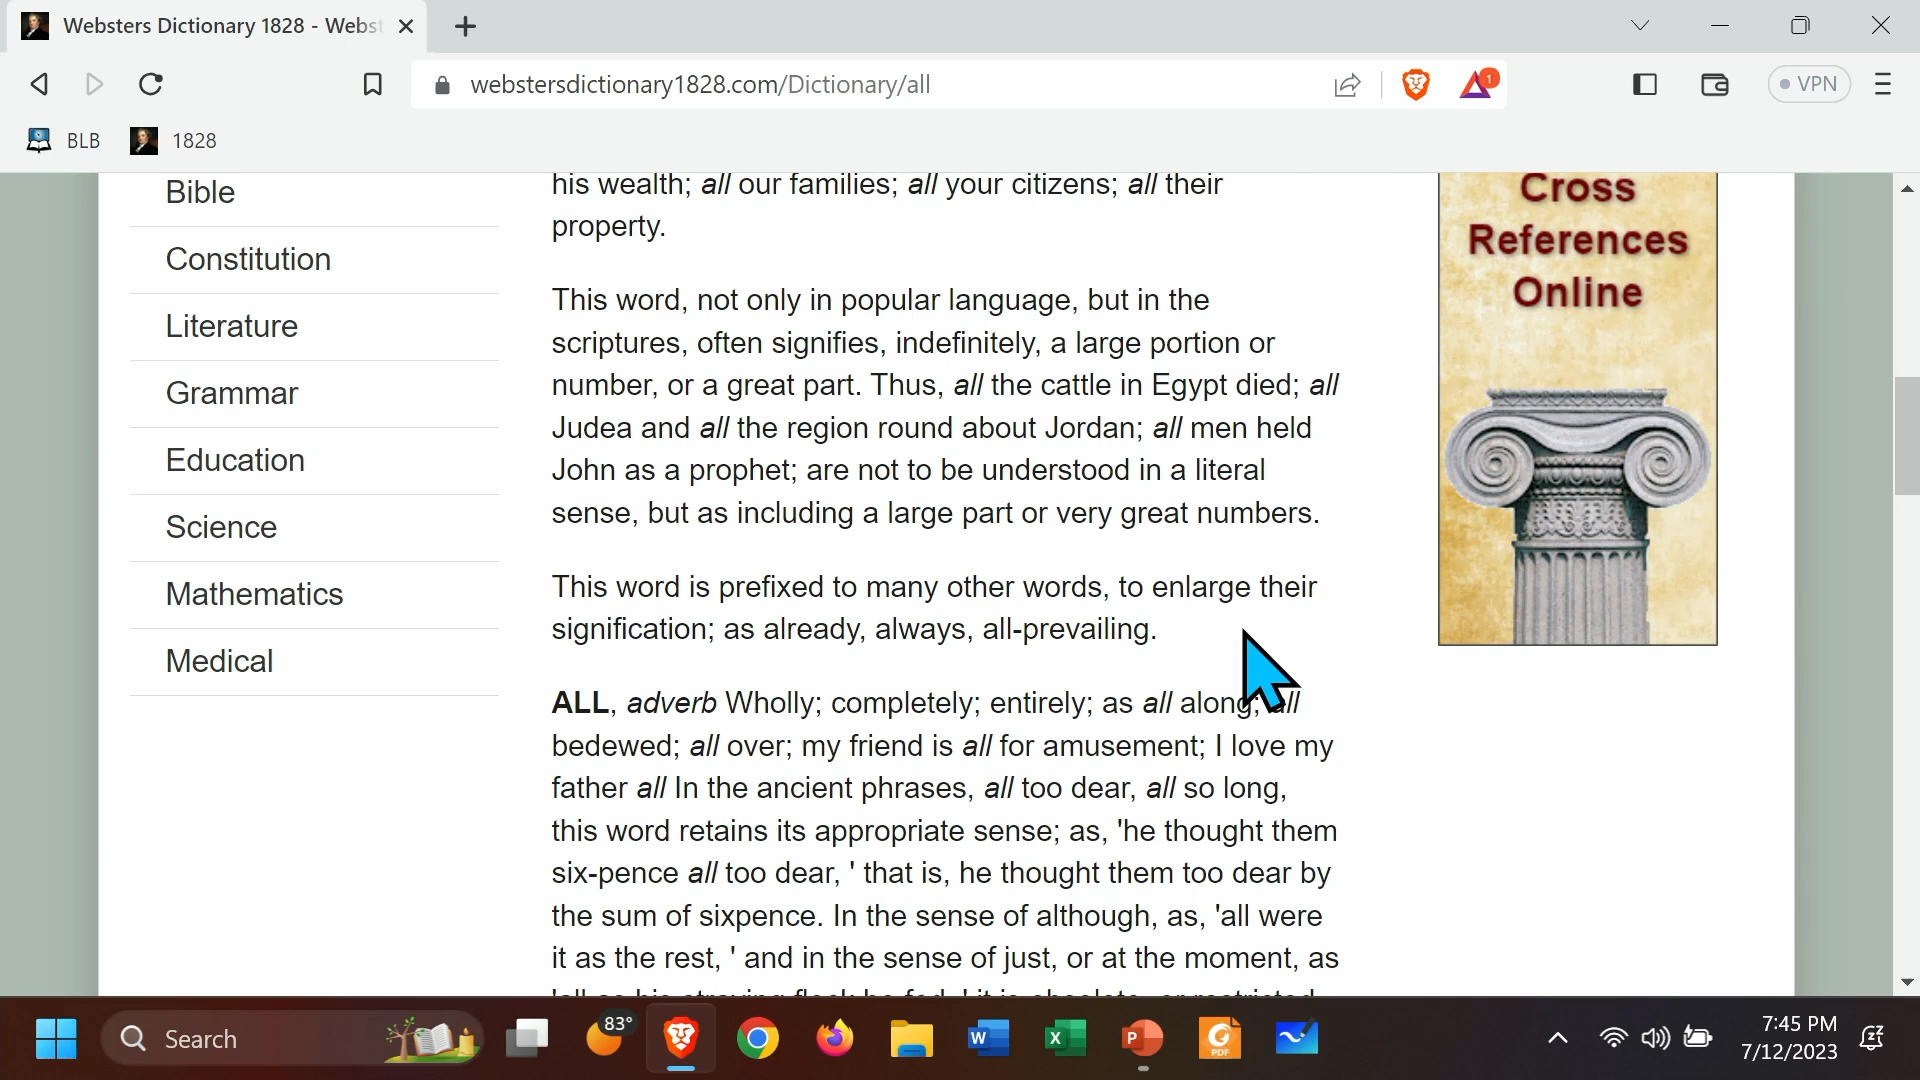 Websters Dictionary 1828 - Webst
webstersdictionary1828.com/Dictionary/all
1
VPN
BLB
1828
Bible
Constitution
Literature
Grammar
Education
Science
Mathematics
Medical
his wealth; all our families; all your citizens; all their
property.
This word, not only in popular language, but in the
scriptures, often signifies, indefinitely, a large portion or
number, or a great part. Thus, all the cattle in Egypt died; all
Judea and all the region round about Jordan; all men held
John as a prophet; are not to be understood in a literal
sense, but as including a large part or very great numbers.
This word is prefixed to many other words, to enlarge their
signification; as already, always, all-prevailing.
ALL, adverb Wholly; completely; entirely; as all along; all
bedewed; all over; my friend is all for amusement; I love my
father all In the ancient phrases, all too dear, all so long,
this word retains its appropriate sense; as, 'he thought them
six-pence all too dear, ' that is, he thought them too dear by
the sum of sixpence. In the sense of although, as, 'all were
it as the rest, ' and in the sense of just, or at the moment, as
Cross
References
Online
Search
83°
W
X
P
PDF
7:45 PM
7/12/2023